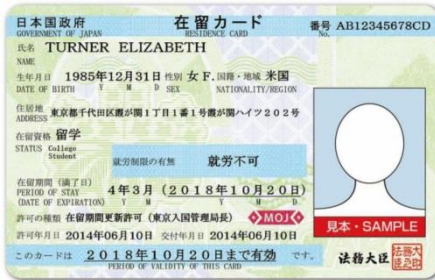 日本国政府 在留カード 番号 AB12345678CD
GOVERNMENT OF JAPAN RESIDENCE CARD No.
氏名 TURNER ELIZABETH
NAME
生年月日 1985年12月31日 性別 女 F. 国籍・地域 米国
DATE OF BIRTH Y M D SEX NATIONALITY/REGION
住居地 東京都千代田区霞が関1丁目1番1号霞が関ハイツ202号
ADDRESS
在留資格 留学
STATUS College Student
就労制限の有無 就労不可
在留期間(満了日) 4年3月(2018年10月20日)
PERIOD OF STAY Y M Y M D
(DATE OF EXPIRATION)
許可の種類 在留期間更新許可(東京入国管理局長) MOJ
許可年月日 2014年06月10日 交付年月日 2014年06月10日
見本・SAMPLE
このカードは 2018年10月20日まで有効 です。
PERIOD OF VALIDITY OF THIS CARD
法務大臣